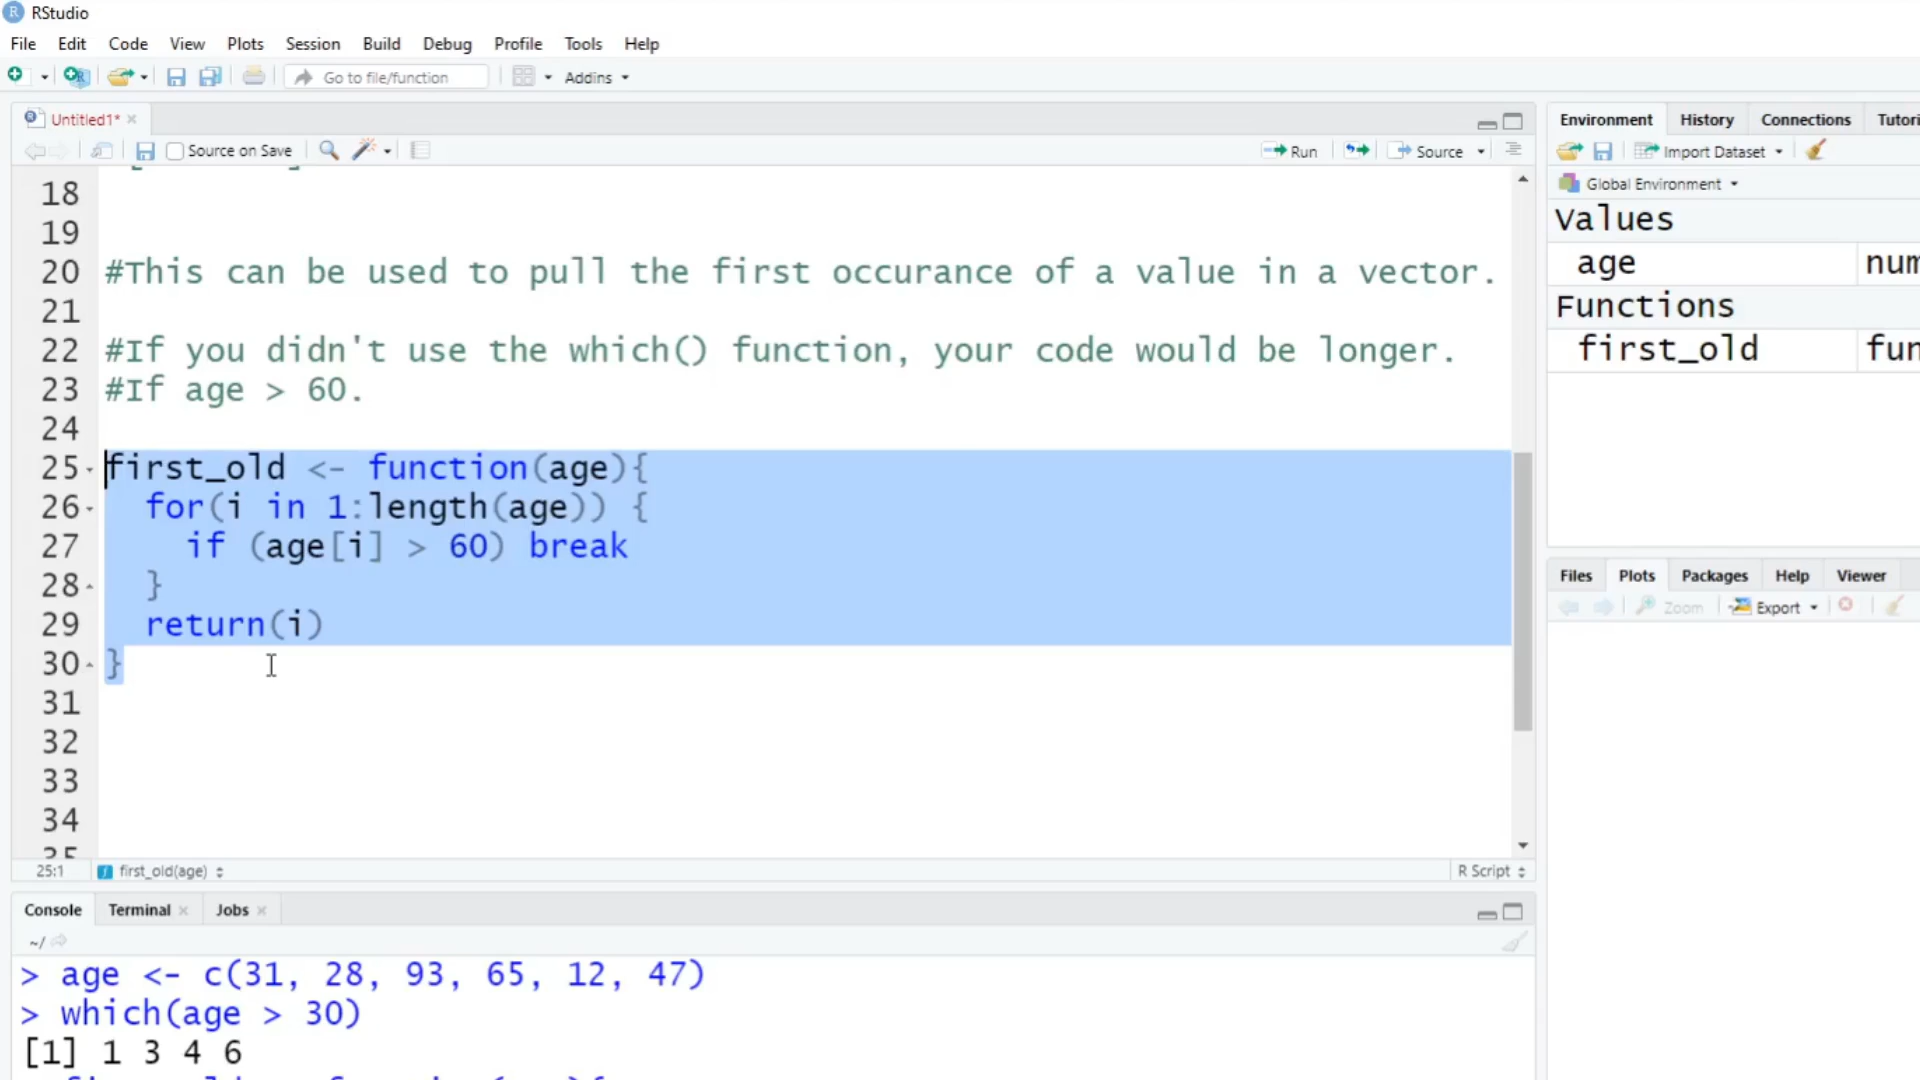 RStudio
File Edit Code View Plots Session Build Debug Profile Tools Help
Go to file/function Addins
Untitled1*
Source on Save Run Source
18
19
20 #This can be used to pull the first occurance of a value in a vector.
21
22 #If you didn't use the which() function, your code would be longer.
23 #If age > 60.
24
25 first_old <- function(age){
26 for(i in 1:length(age)) {
27 if (age[i] > 60) break
28 }
29 return(i)
30 }
31
32
33
34
35
25:1 first_old(age) R Script
Console Terminal Jobs
~/
> age <- c(31, 28, 93, 65, 12, 47)
> which(age > 30)
[1] 1 3 4 6
Environment History Connections Tutori
Import Dataset
Global Environment
Values
age num
Functions
first_old fun
Files Plots Packages Help Viewer
Zoom Export